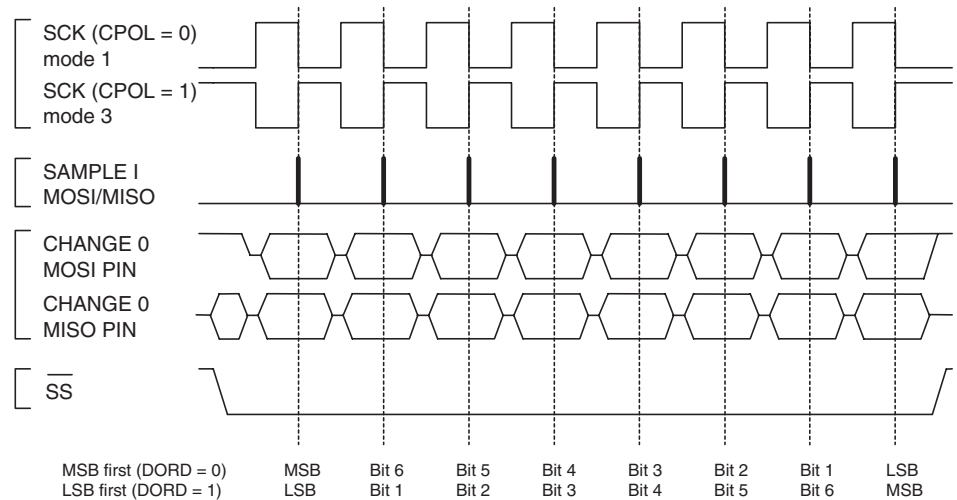 SCK (CPOL = 0)
mode 1
SCK (CPOL = 1)
mode 3
SAMPLE I
MOSI/MISO
CHANGE 0
MOSI PIN
CHANGE 0
MISO PIN
SS
MSB first (DORD = 0) MSB Bit 6 Bit 5 Bit 4 Bit 3 Bit 2 Bit 1 LSB
LSB first (DORD = 1) LSB Bit 1 Bit 2 Bit 3 Bit 4 Bit 5 Bit 6 MSB